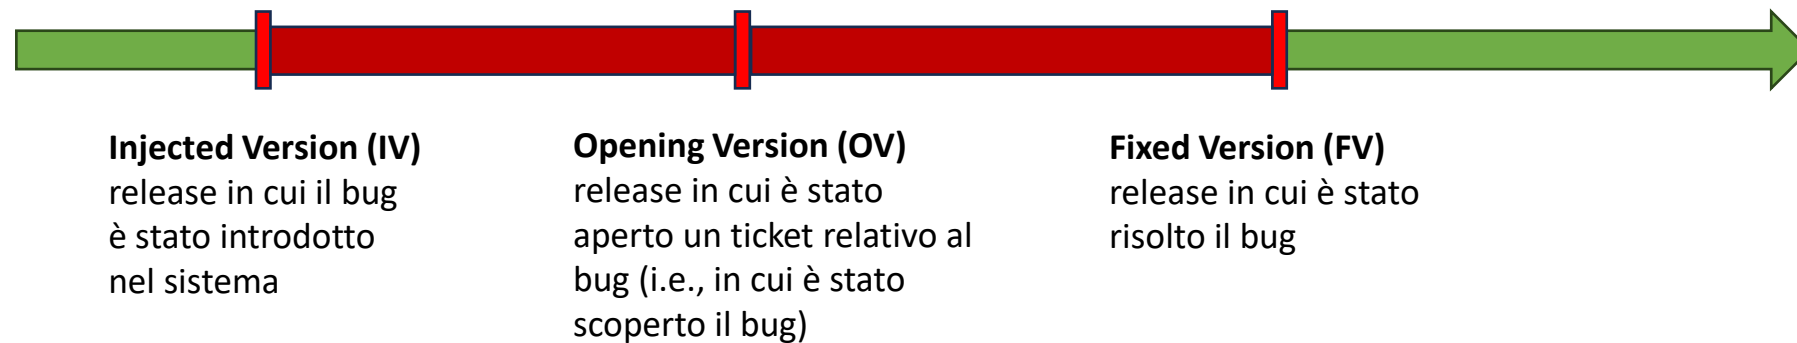 Injected Version (IV)
release in cui il bug
è stato introdotto
nel sistema
Opening Version (OV)
release in cui è stato
aperto un ticket relativo al
bug (i.e., in cui è stato
scoperto il bug)
Fixed Version (FV)
release in cui è stato
risolto il bug